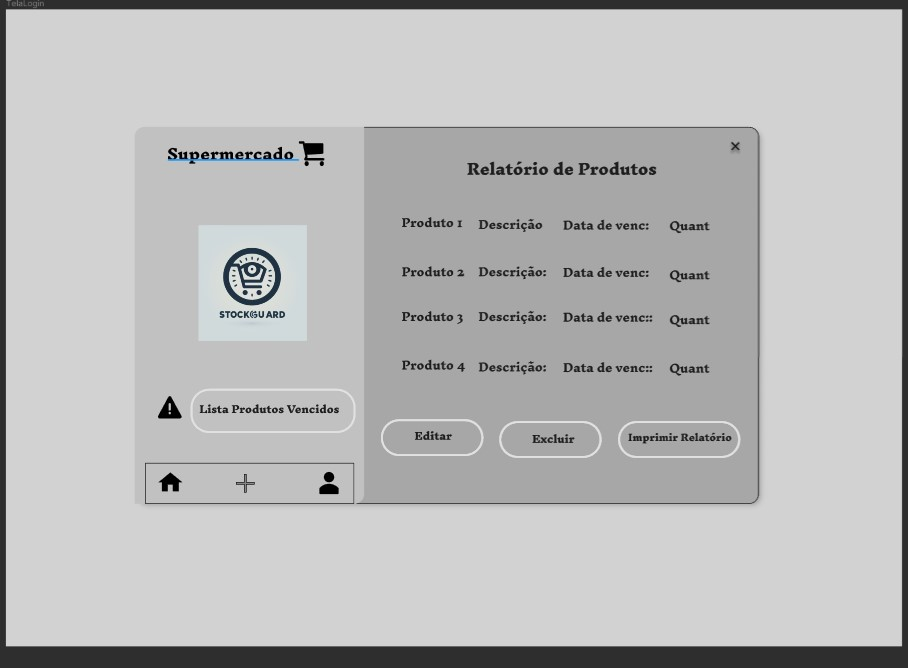 TelaLogin
Supermercado
Relatório de Produtos
Produto 1 Descrição Data de venc: Quant
Produto 2 Descrição: Data de venc: Quant
Produto 3 Descrição: Data de venc:: Quant
Produto 4 Descrição: Data de venc:: Quant
STOCKGUARD
Lista Produtos Vencidos
Editar Excluir Imprimir Relatório